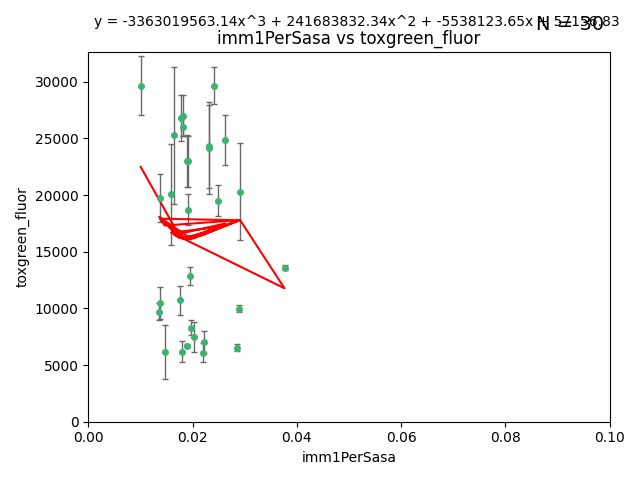 y = -3363019563.14x^3 + 241683832.34x^2 + -5538123.65x + 57156.83
N = 30
imm1PerSasa vs toxgreen_fluor
30000
25000
20000
15000
10000
5000
0
toxgreen_fluor
0.00 0.02 0.04 0.06 0.08 0.10
imm1PerSasa